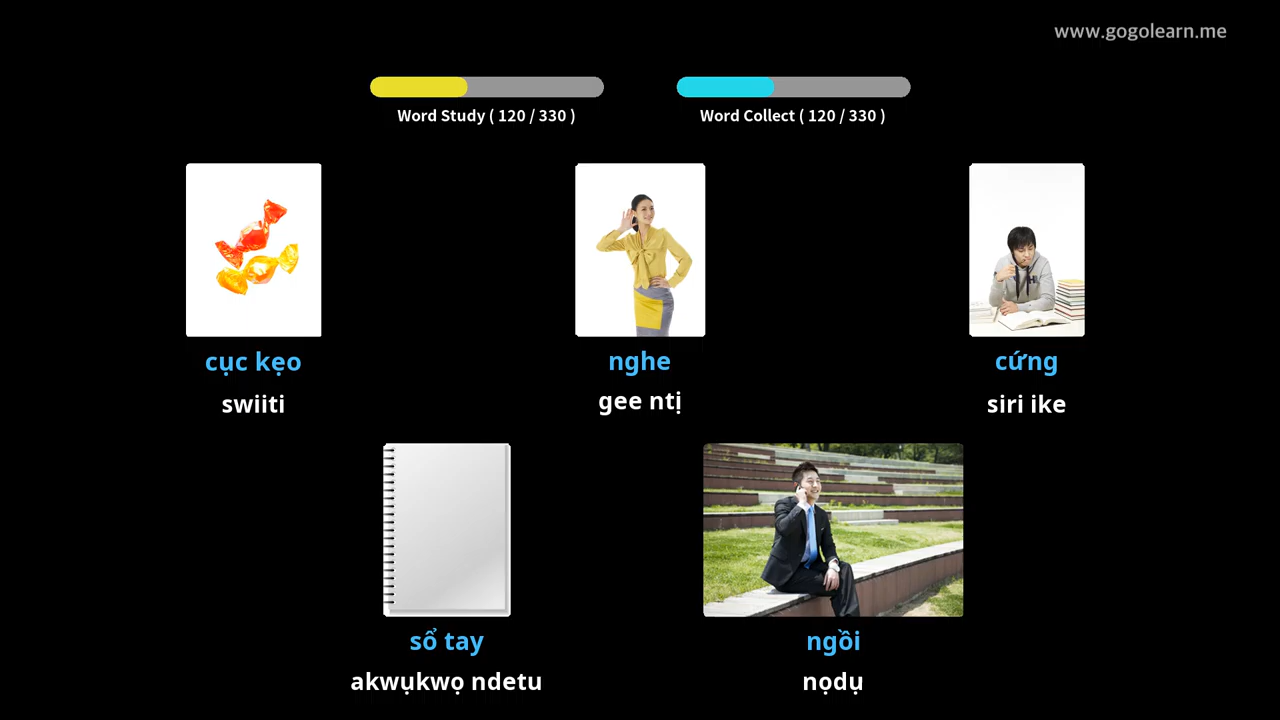 www.gogolearn.me
Word Study ( 120 / 330 )
Word Collect ( 120 / 330 )
cục kẹo
swiiti
nghe
gee ntị
cứng
siri ike
sổ tay
akwụkwọ ndetu
ngồi
nọdụ